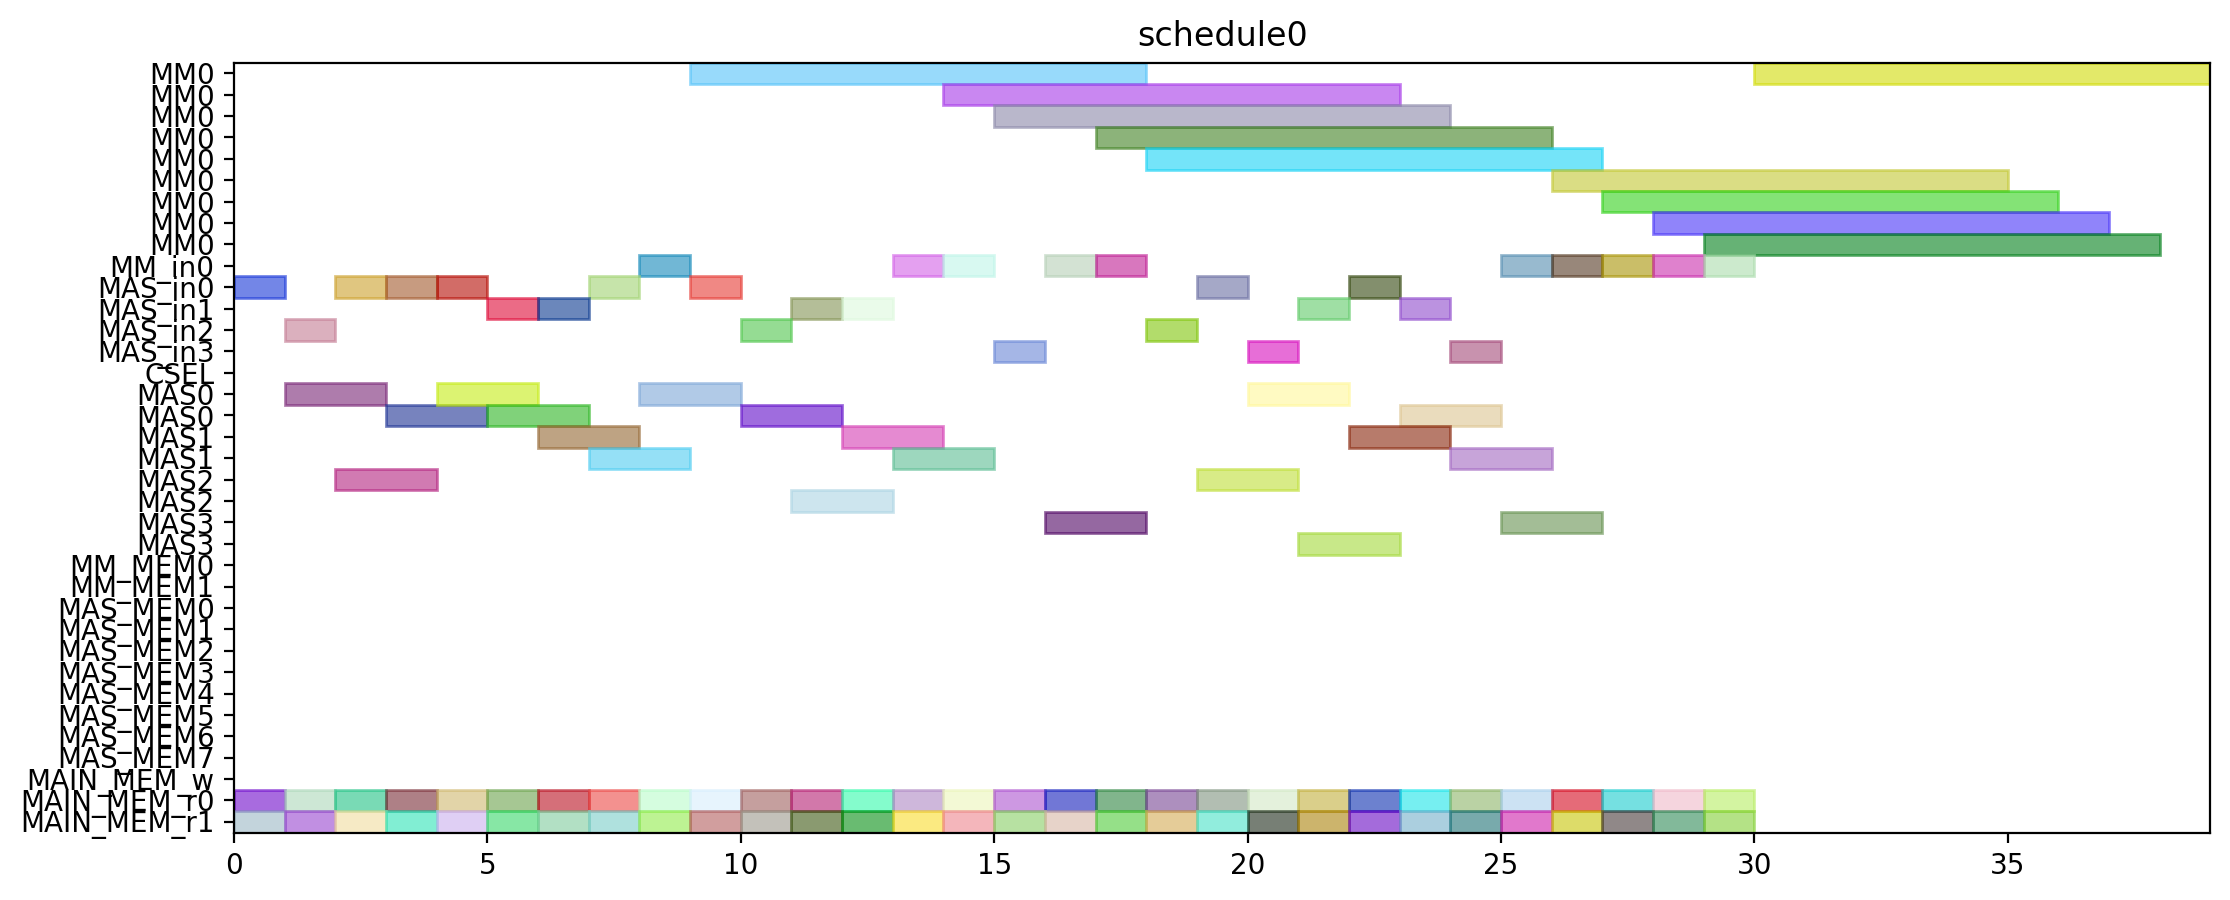 schedule0
MM0
MM0
MM0
MM0
MM0
MM0
MM0
MM0
MM0
MM_in0
MAS_in0
MAS_in1
MAS_in2
MAS_in3
CSEL
MAS0
MAS0
MAS1
MAS1
MAS2
MAS2
MAS3
MAS3
MM_MEM0
MM_MEM1
MAS_MEM0
MAS_MEM1
MAS_MEM2
MAS_MEM3
MAS_MEM4
MAS_MEM5
MAS_MEM6
MAS_MEM7
MAIN_MEM_w
MAIN_MEM_r0
MAIN_MEM_r1
0 5 10 15 20 25 30 35